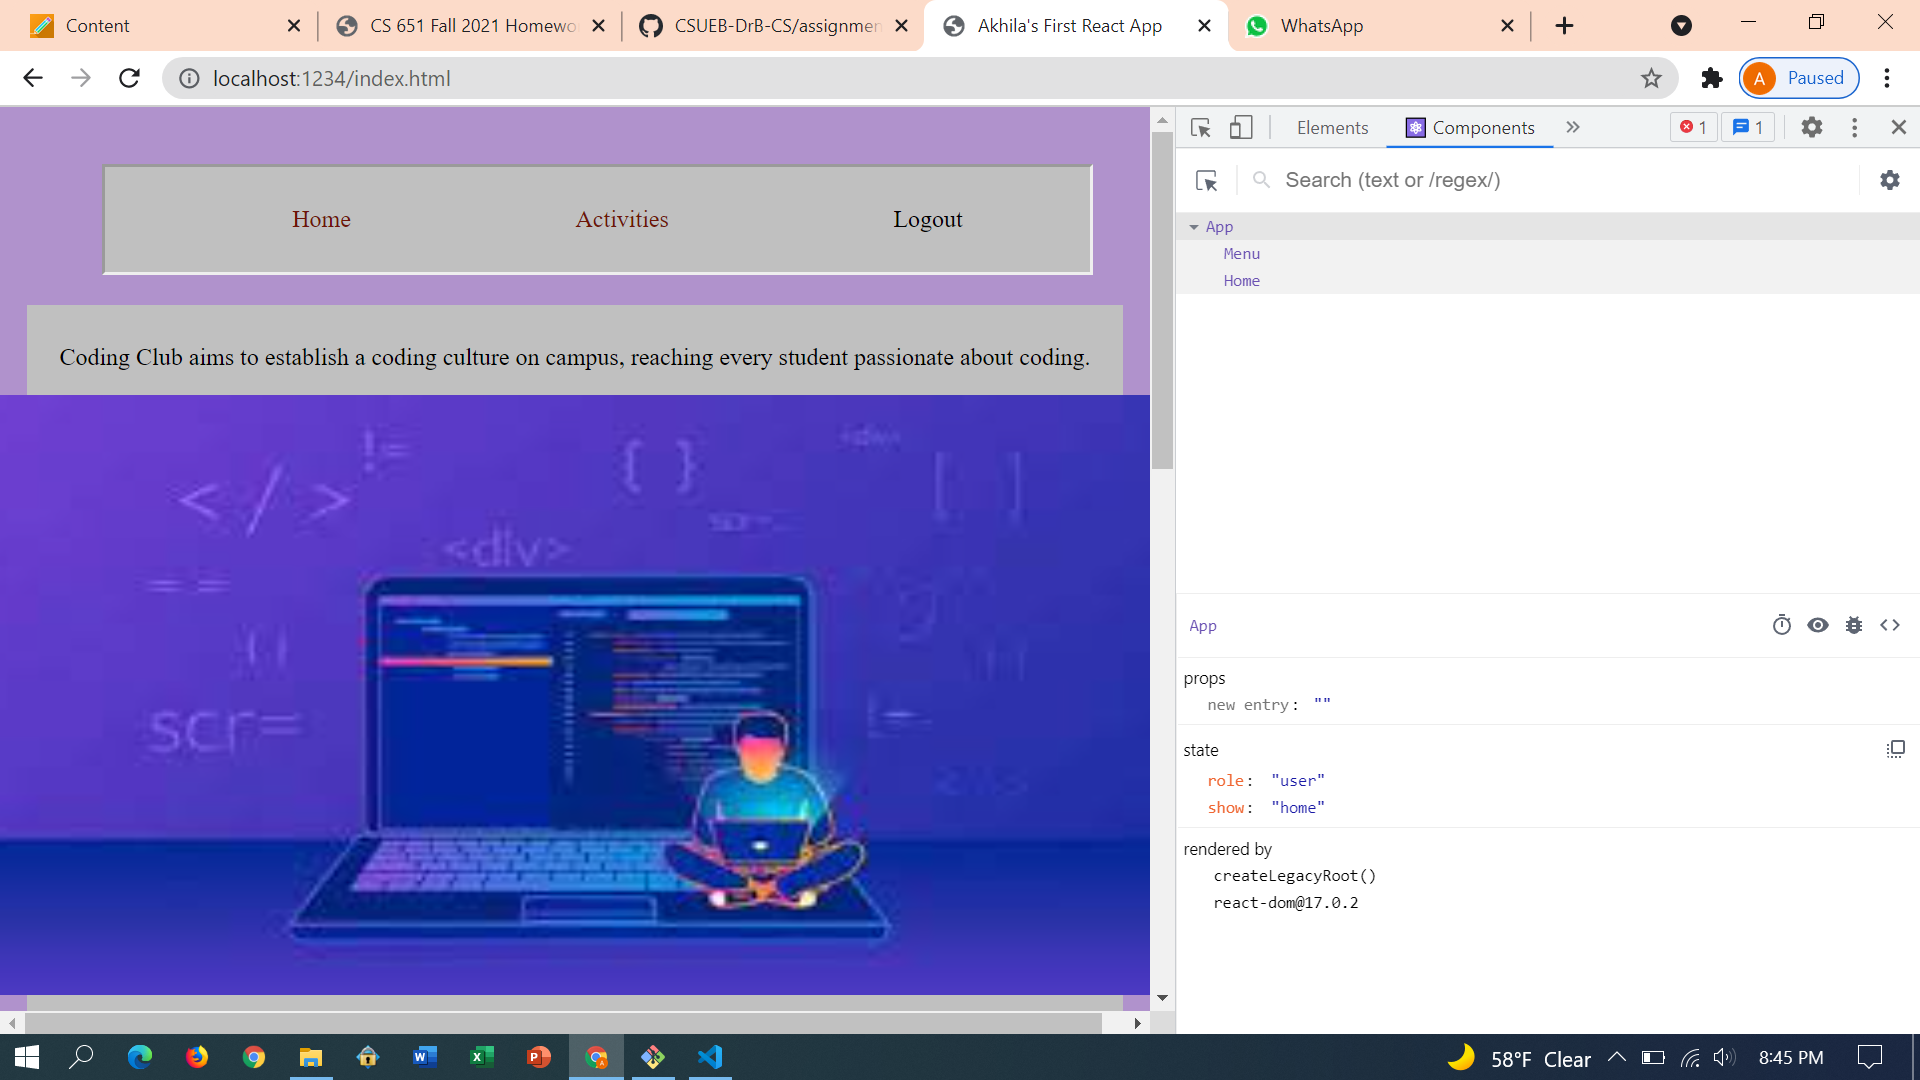 Content
CS 651 Fall 2021 Homewo
CSUEB-DrB-CS/assignmen
Akhila's First React App
WhatsApp
localhost:1234/index.html
A
Paused
Home
Activities
Logout
Coding Club aims to establish a coding culture on campus, reaching every student passionate about coding.
</>
!=
{ }
<div>
[ ]
scr=
<div>
= =
{ }
scr=
Elements
Components
1
1
Search (text or /regex/)
App
Menu
Home
App
props
new entry: ""
state
role: "user"
show: "home"
rendered by
createLegacyRoot()
react-dom@17.0.2
58°F Clear
8:45 PM